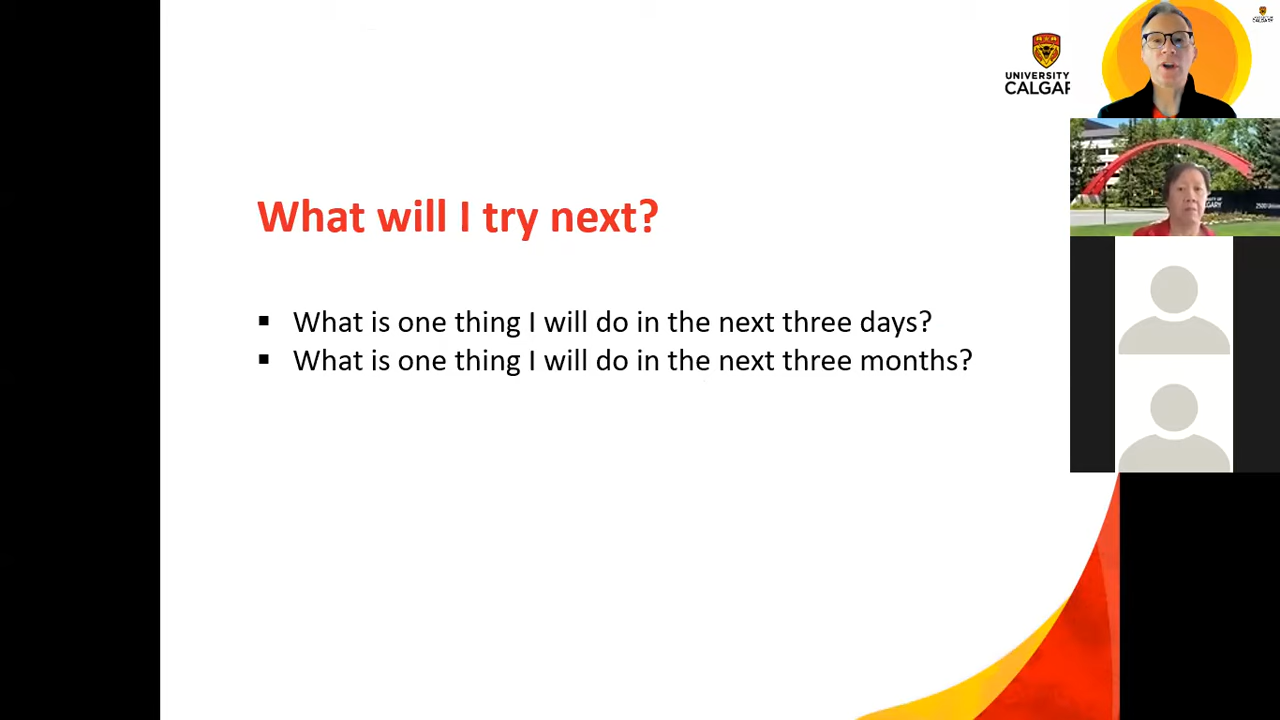 UNIVERSITY
CALGAR
CALGARY
What will I try next?
▪ What is one thing I will do in the next three days?
▪ What is one thing I will do in the next three months?